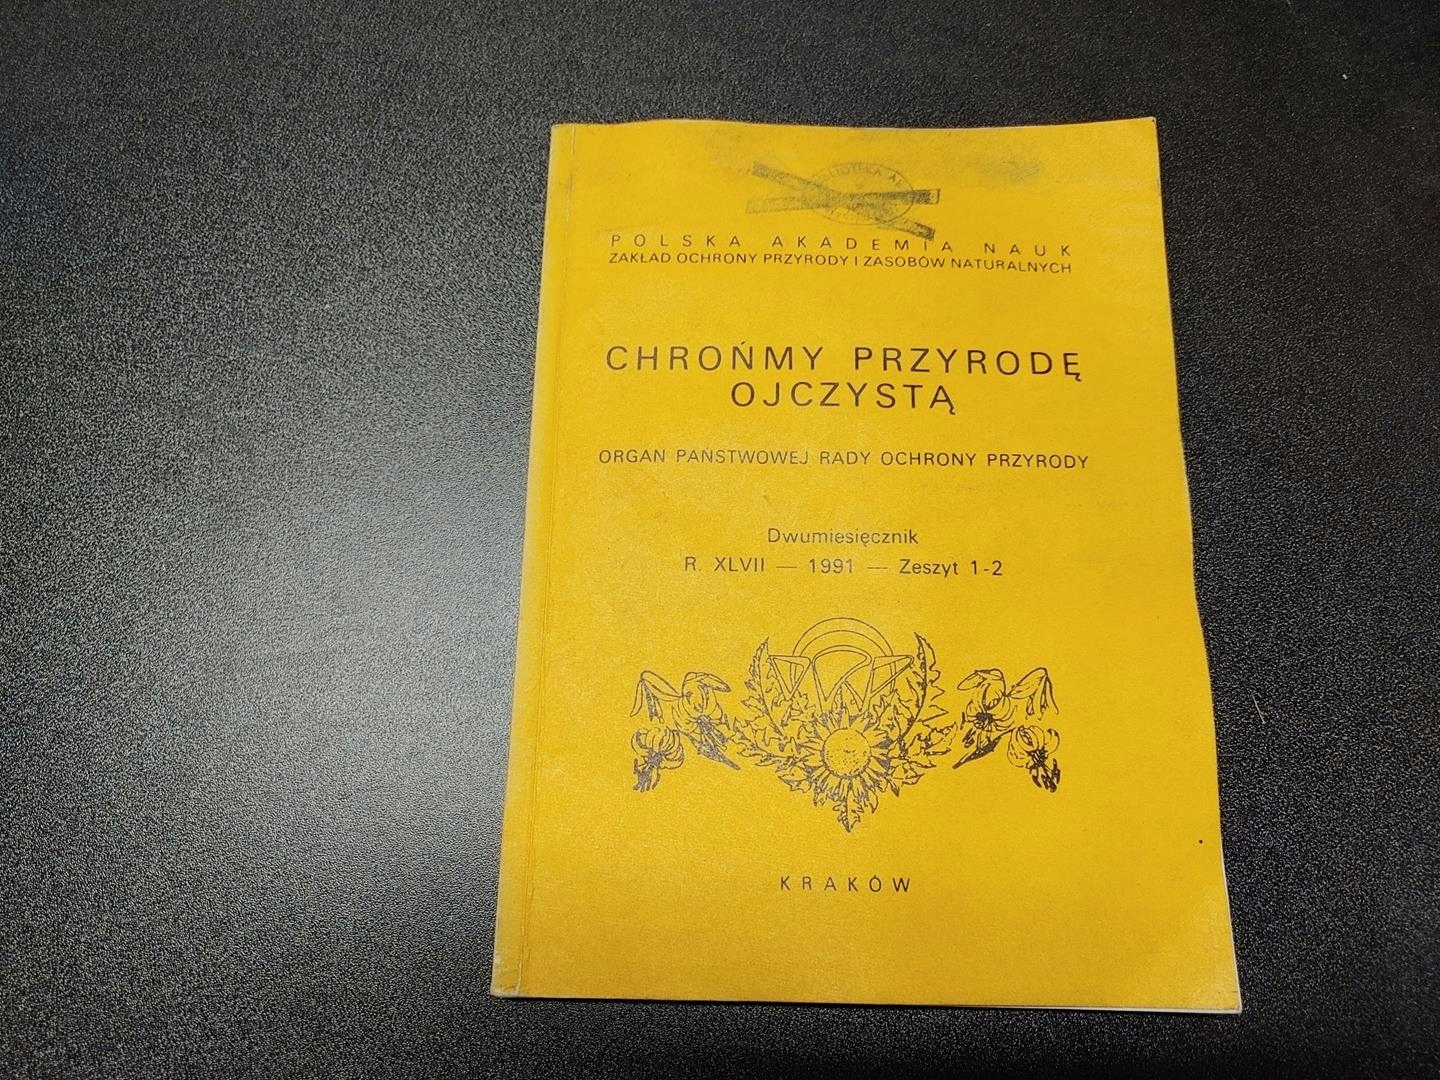 BIBLIOTEKA
POLSKA AKADEMIA NAUK
ZAKŁAD OCHRONY PRZYRODY I ZASOBÓW NATURALNYCH
CHROŃMY PRZYRODĘ
OJCZYSTĄ
ORGAN PAŃSTWOWEJ RADY OCHRONY PRZYRODY
Dwumiesięcznik
R. XLVII — 1991 — Zeszyt 1-2
KRAKÓW